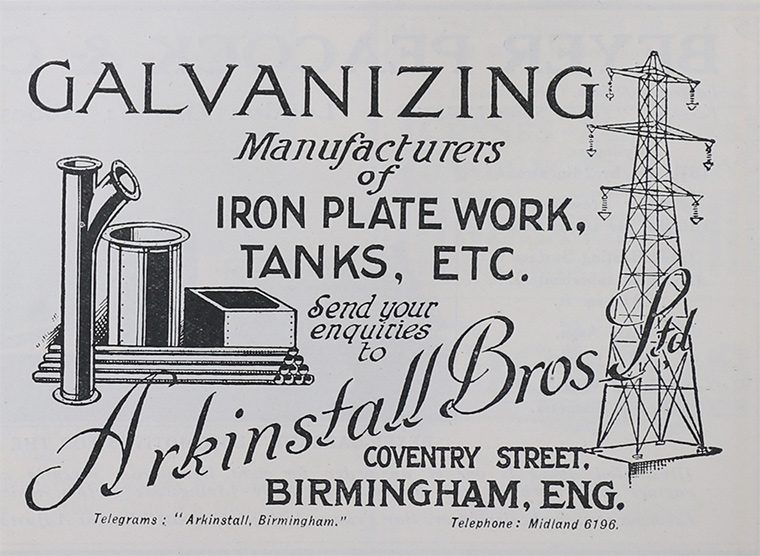 GALVANIZING
Manufacturers
of
IRON PLATE WORK,
TANKS, ETC.
Send your
enquiries
to
Arkinstall Bros Ltd
COVENTRY STREET,
BIRMINGHAM, ENG.
Telegrams: "Arkinstall, Birmingham." Telephone: Midland 6196.